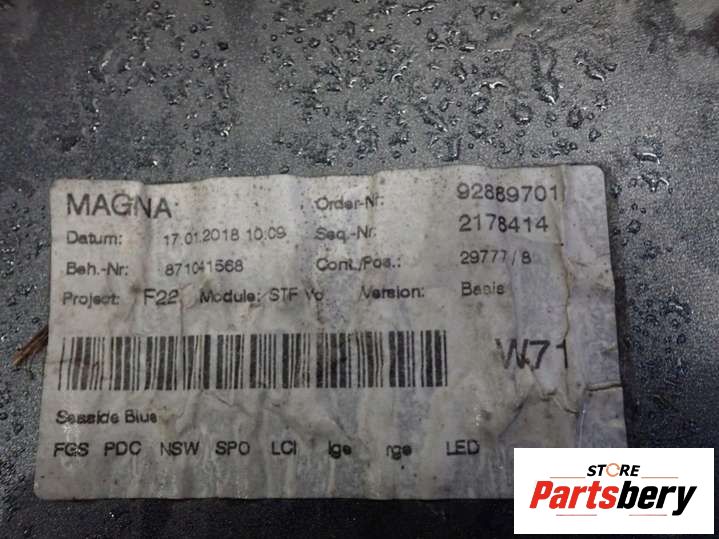 MAGNA Order-Nr: 92889701
Datum: 17.01.2018 10:09 Seq.-Nr: 2178414
Beh.-Nr: 871041568 Cont./Pos.: 29777/8
Project: F22 Module: STF Vo Version: Basis
W71
Seaside Blue
FGS PDC NSW SPO LCI lge rge LED
STORE
Partsbery